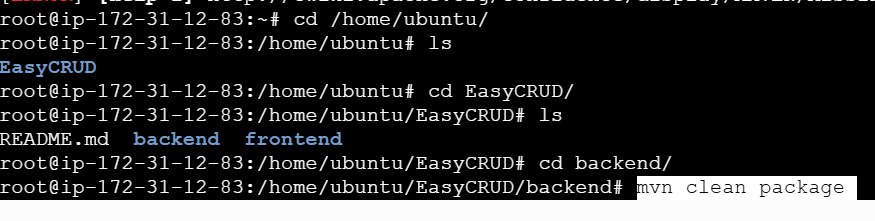 root@ip-172-31-12-83:~# cd /home/ubuntu/
root@ip-172-31-12-83:/home/ubuntu# ls
EasyCRUD
root@ip-172-31-12-83:/home/ubuntu# cd EasyCRUD/
root@ip-172-31-12-83:/home/ubuntu/EasyCRUD# ls
README.md  backend  frontend
root@ip-172-31-12-83:/home/ubuntu/EasyCRUD# cd backend/
root@ip-172-31-12-83:/home/ubuntu/EasyCRUD/backend# mvn clean package